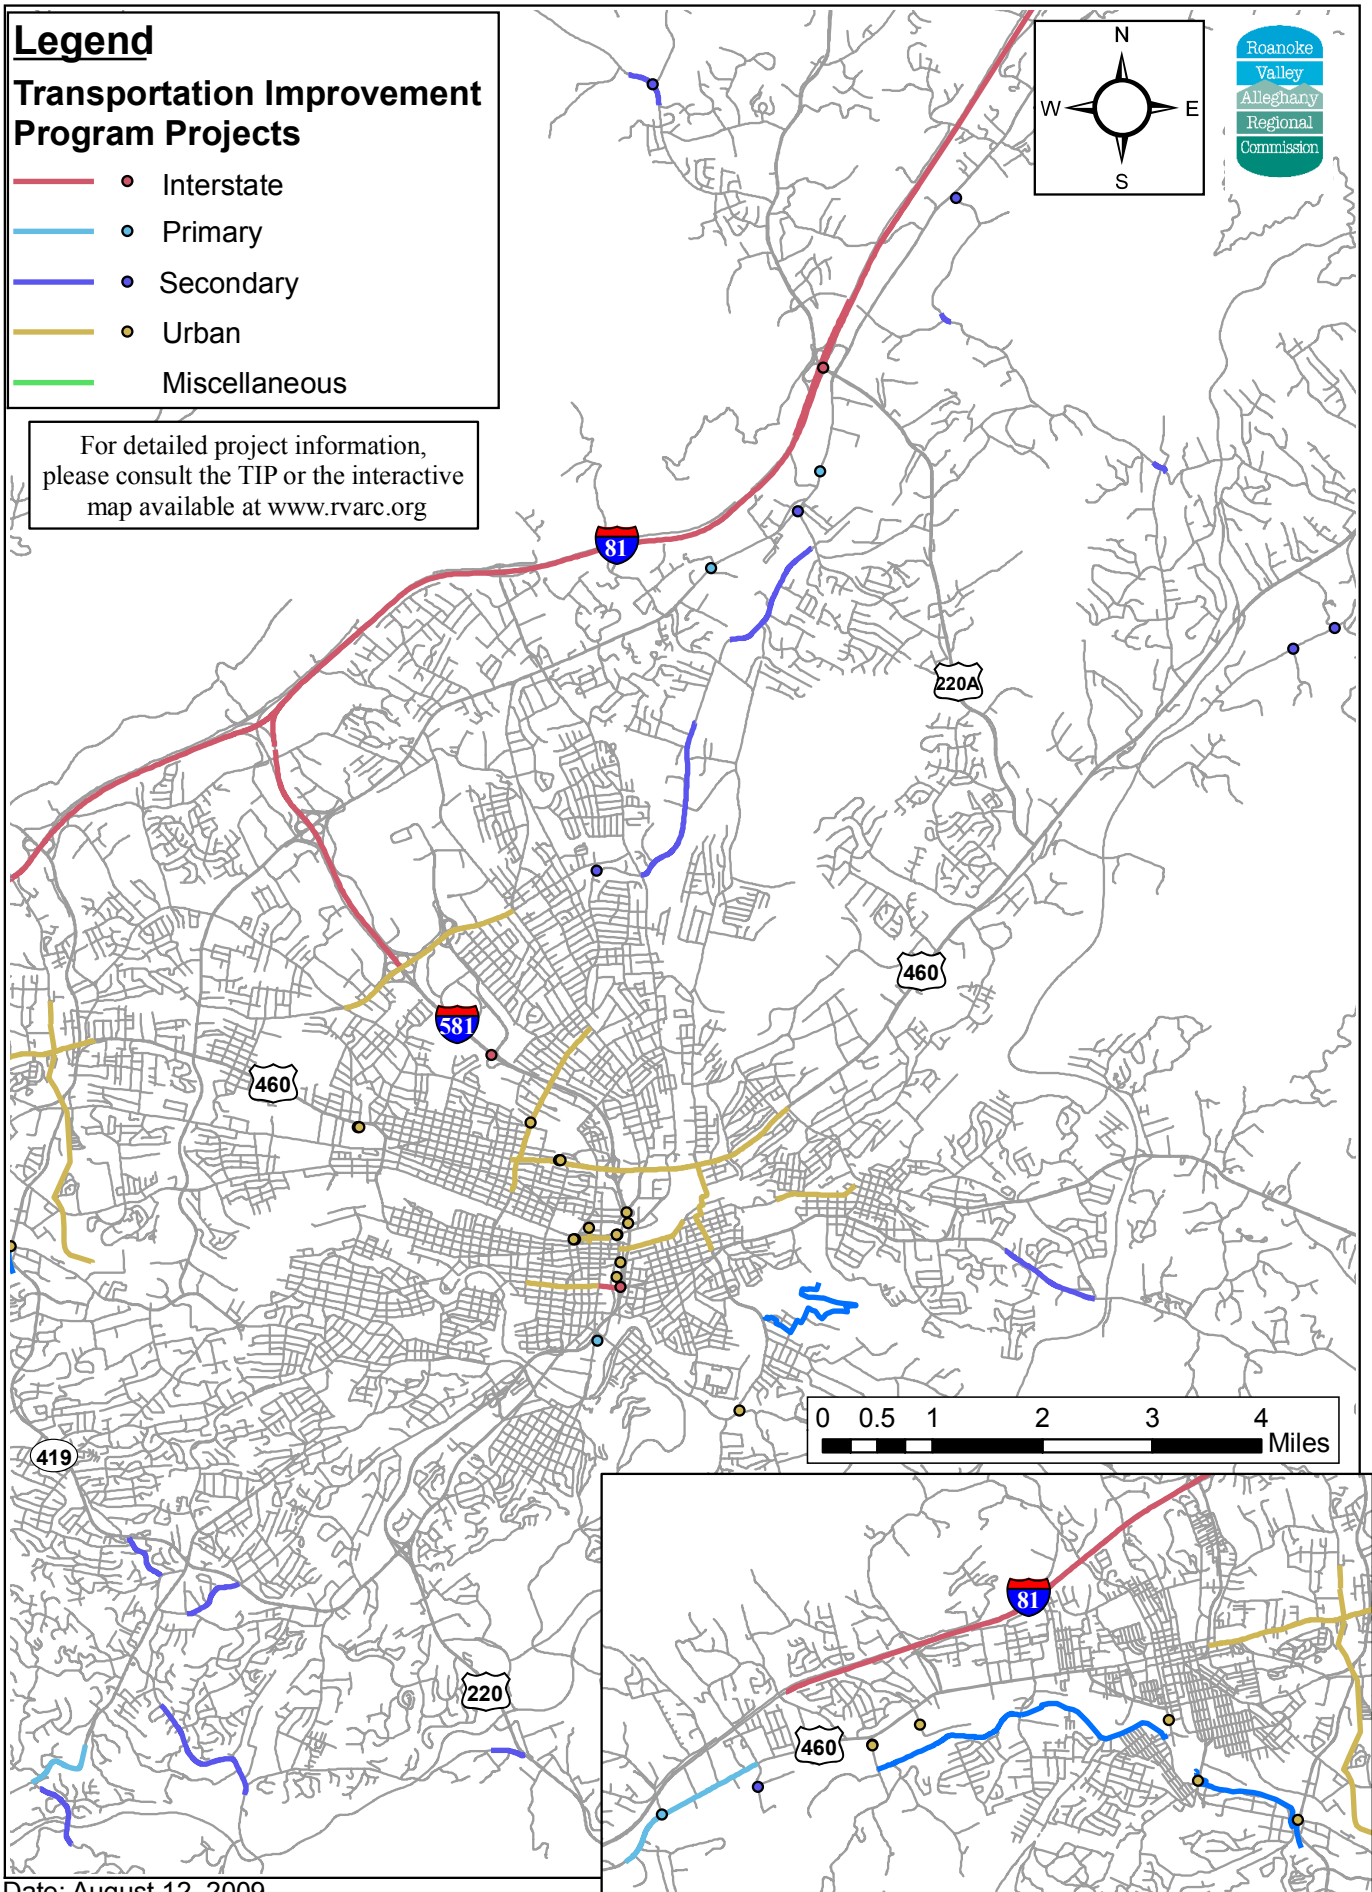 Legend
Transportation Improvement
Program Projects
Interstate
Primary
Secondary
Urban
Miscellaneous
For detailed project information,
please consult the TIP or the interactive
map available at www.rvarc.org
N
W
E
S
Roanoke
Valley
Alleghany
Regional
Commission
81
220A
460
581
460
419
0 0.5 1 2 3 4
Miles
81
220
460
Date: August 12, 2009